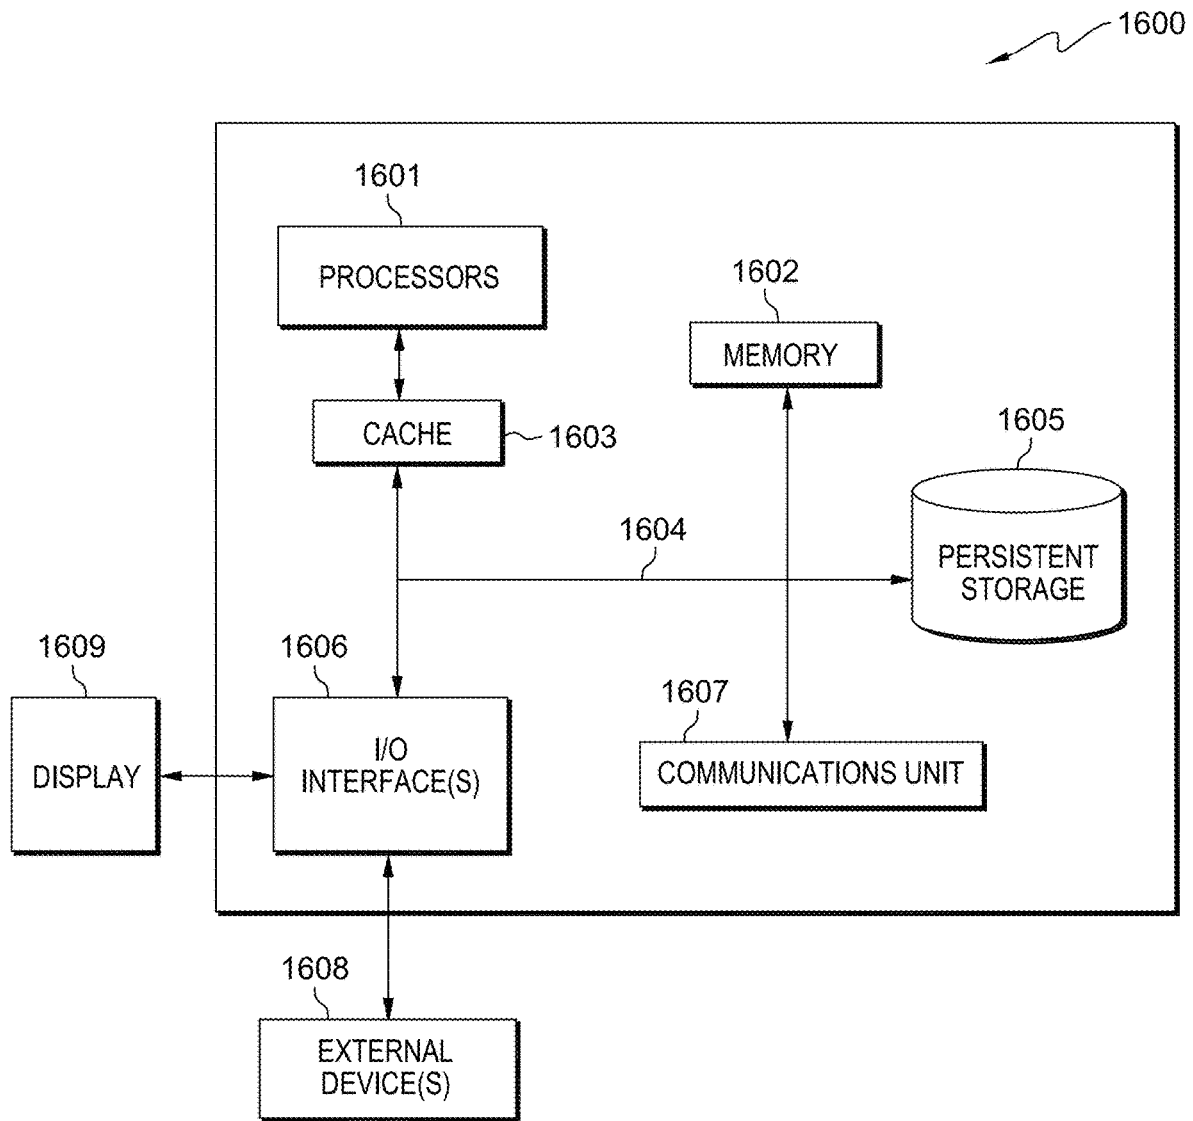 1600
1601
PROCESSORS
1602
MEMORY
CACHE
1603
1605
PERSISTENT
STORAGE
1604
1609
DISPLAY
1606
I/O
INTERFACE(S)
1607
COMMUNICATIONS UNIT
1608
EXTERNAL
DEVICE(S)